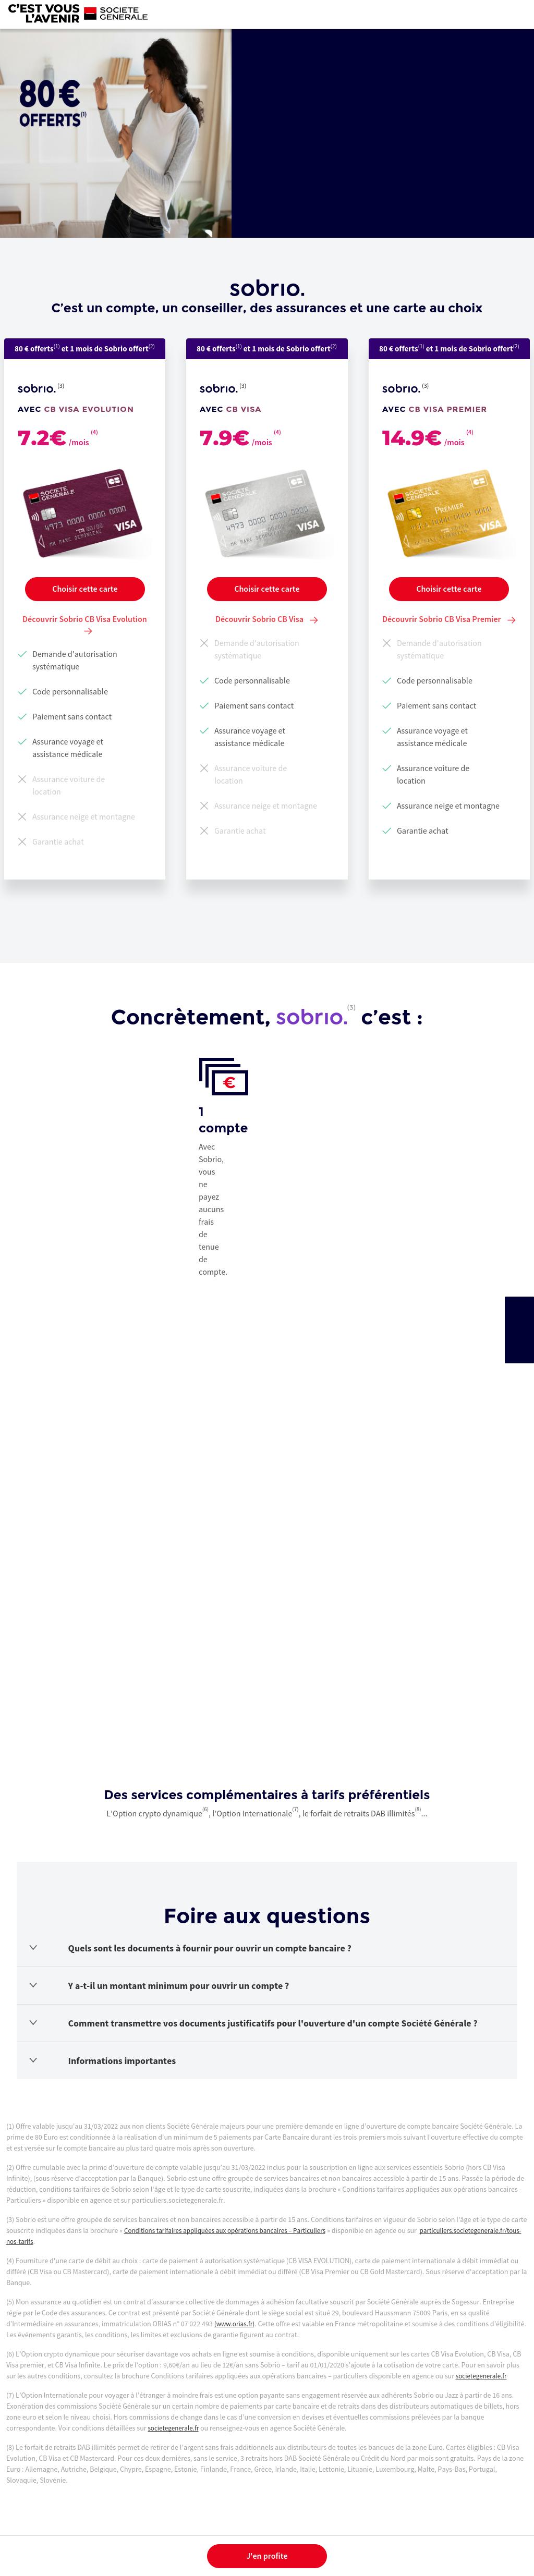 C'EST VOUS
L'AVENIR
SOCIETE
GENERALE
80 €
OFFERTS(1)
sobrio.
C'est un compte, un conseiller, des assurances et une carte au choix
80 € offerts(1) et 1 mois de Sobrio offert(2)
sobrio.(3)
AVEC CB VISA EVOLUTION
7.2€ /mois (4)
SOCIETE
GENERALE
CB
VISA
Choisir cette carte
Découvrir Sobrio CB Visa Evolution
Demande d'autorisation
systématique
Code personnalisable
Paiement sans contact
Assurance voyage et
assistance médicale
Assurance voiture de
location
Assurance neige et montagne
Garantie achat
80 € offerts(1) et 1 mois de Sobrio offert(2)
sobrio.(3)
AVEC CB VISA
7.9€ /mois (4)
SOCIETE
GENERALE
CB
VISA
Choisir cette carte
Découvrir Sobrio CB Visa
Demande d'autorisation
systématique
Code personnalisable
Paiement sans contact
Assurance voyage et
assistance médicale
Assurance voiture de
location
Assurance neige et montagne
Garantie achat
80 € offerts(1) et 1 mois de Sobrio offert(2)
sobrio.(3)
AVEC CB VISA PREMIER
14.9€ /mois (4)
SOCIETE
GENERALE
CB
PREMIER
VISA
Choisir cette carte
Découvrir Sobrio CB Visa Premier
Demande d'autorisation
systématique
Code personnalisable
Paiement sans contact
Assurance voyage et
assistance médicale
Assurance voiture de
location
Assurance neige et montagne
Garantie achat
Concrètement, sobrio.(3) c'est :
€
1
compte
Avec
Sobrio,
vous
ne
payez
aucuns
frais
de
tenue
de
compte.
Des services complémentaires à tarifs préférentiels
L'Option crypto dynamique(6), l'Option Internationale(7), le forfait de retraits DAB illimités(8)...
Foire aux questions
Quels sont les documents à fournir pour ouvrir un compte bancaire ?
Y a-t-il un montant minimum pour ouvrir un compte ?
Comment transmettre vos documents justificatifs pour l'ouverture d'un compte Société Générale ?
Informations importantes
(1) Offre valable jusqu'au 31/03/2022 aux non clients Société Générale majeurs pour une première demande en ligne d'ouverture de compte bancaire Société Générale. La
prime de 80 Euro est conditionnée à la réalisation d'un minimum de 5 paiements par Carte Bancaire durant les trois premiers mois suivant l'ouverture effective du compte
et est versée sur le compte bancaire au plus tard quatre mois après son ouverture.
(2) Offre cumulable avec la prime d'ouverture de compte valable jusqu'au 31/03/2022 inclus pour la souscription en ligne aux services essentiels Sobrio (hors CB Visa
Infinite), (sous réserve d'acceptation par la Banque). Sobrio est une offre groupée de services bancaires et non bancaires accessible à partir de 15 ans. Passée la période de
réduction, conditions tarifaires de Sobrio selon l'âge et le type de carte souscrite, indiquées dans la brochure « Conditions tarifaires appliquées aux opérations bancaires -
Particuliers » disponible en agence et sur particuliers.societegenerale.fr.
(3) Sobrio est une offre groupée de services bancaires et non bancaires accessible à partir de 15 ans. Conditions tarifaires en vigueur de Sobrio selon l'âge et le type de carte
souscrite indiquées dans la brochure « Conditions tarifaires appliquées aux opérations bancaires – Particuliers » disponible en agence ou sur particuliers.societegenerale.fr/tous-
nos-tarifs.
(4) Fourniture d'une carte de débit au choix : carte de paiement à autorisation systématique (CB VISA EVOLUTION), carte de paiement internationale à débit immédiat ou
différé (CB Visa ou CB Mastercard), carte de paiement internationale à débit immédiat ou différé (CB Visa Premier ou CB Gold Mastercard). Sous réserve d'acceptation par la
Banque.
(5) Mon assurance au quotidien est un contrat d'assurance collective de dommages à adhésion facultative souscrit par Société Générale auprès de Sogessur. Entreprise
régie par le Code des assurances. Ce contrat est présenté par Société Générale dont le siège social est situé 29, boulevard Haussmann 75009 Paris, en sa qualité
d'intermédiaire en assurances, immatriculation ORIAS n° 07 022 493 (www.orias.fr). Cette offre est valable en France métropolitaine et soumise à des conditions d'éligibilité.
Les événements garantis, les conditions, les limites et exclusions de garantie figurent au contrat.
(6) L'Option crypto dynamique pour sécuriser davantage vos achats en ligne est soumise à conditions, disponible uniquement sur les cartes CB Visa Evolution, CB Visa, CB
Visa premier, et CB Visa Infinite. Le prix de l'option : 9,60€/an au lieu de 12€/an sans Sobrio – tarif au 01/01/2020 s'ajoute à la cotisation de votre carte. Pour en savoir plus
sur les autres conditions, consultez la brochure Conditions tarifaires appliquées aux opérations bancaires – particuliers disponible en agence ou sur societegenerale.fr
(7) L'Option Internationale pour voyager à l'étranger à moindre frais est une option payante sans engagement réservée aux adhérents Sobrio ou Jazz à partir de 16 ans.
Exonération des commissions Société Générale sur un certain nombre de paiements par carte bancaire et de retraits dans des distributeurs automatiques de billets, hors
zone euro et selon le niveau choisi. Hors commissions de change dans le cas d'une conversion en devises et éventuelles commissions prélevées par la banque
correspondante. Voir conditions détaillées sur societegenerale.fr ou renseignez-vous en agence Société Générale.
(8) Le forfait de retraits DAB illimités permet de retirer de l'argent sans frais additionnels aux distributeurs de toutes les banques de la zone Euro. Cartes éligibles : CB Visa
Evolution, CB Visa et CB Mastercard. Pour ces deux dernières, sans le service, 3 retraits hors DAB Société Générale ou Crédit du Nord par mois sont gratuits. Pays de la zone
Euro : Allemagne, Autriche, Belgique, Chypre, Espagne, Estonie, Finlande, France, Grèce, Irlande, Italie, Lettonie, Lituanie, Luxembourg, Malte, Pays-Bas, Portugal,
Slovaquie, Slovénie.
J'en profite